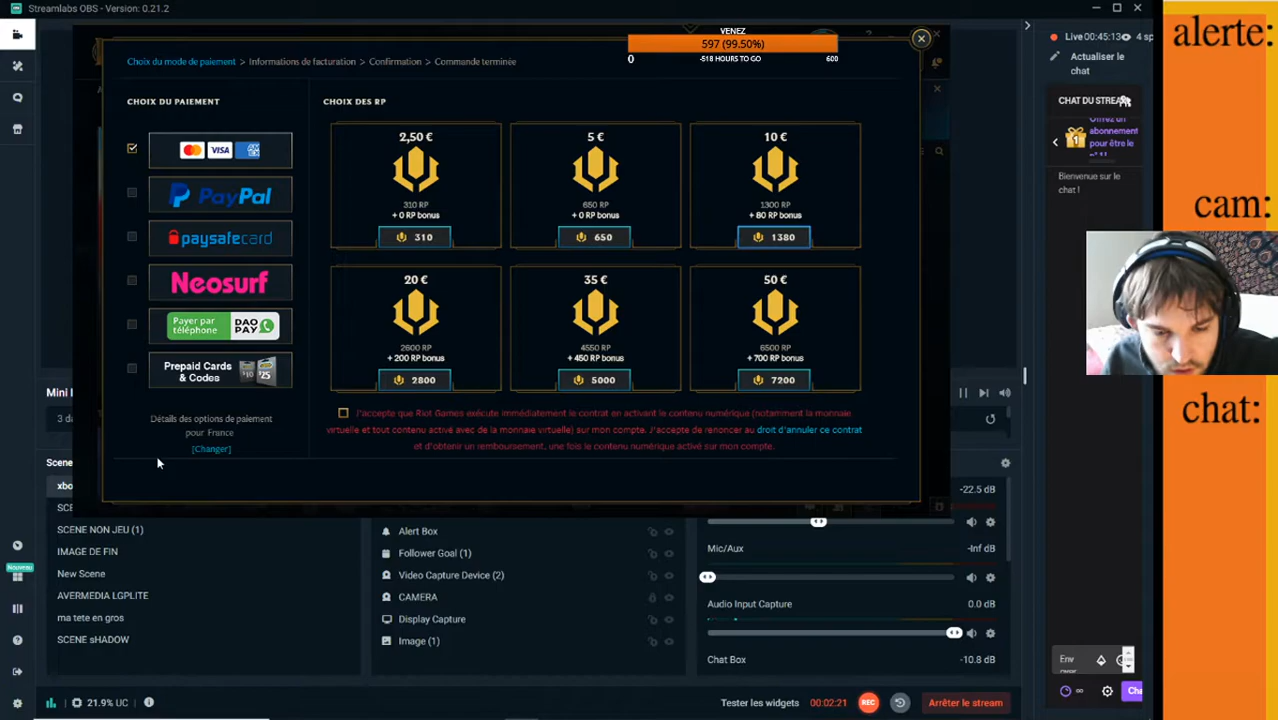 Streamlabs OBS - Version: 0.21.2
alerte:
VENEZ
597 (99.50%)
0
-518 HOURS TO GO
600
Live 00:45:13
4 sp
Actualiser le
chat
Choix du mode de paiement > Informations de facturation > Confirmation > Commande terminée
CHOIX DU PAIEMENT
CHOIX DES RP
CHAT DU STREAM
abonnement
pour être le
Bienvenue sur le
chat !
VISA
PayPal
paysafecard
Neosurf
Payer par
téléphone
DAO
PAY
Prepaid Cards
& Codes
$10
$25
2,50 €
310 RP
+ 0 RP bonus
310
5 €
650 RP
+ 0 RP bonus
650
10 €
1300 RP
+ 80 RP bonus
1380
20 €
2600 RP
+ 200 RP bonus
2800
35 €
4550 RP
+ 450 RP bonus
5000
50 €
6500 RP
+ 700 RP bonus
7200
cam:
chat:
Détails des options de paiement
pour France
[Changer]
J'accepte que Riot Games exécute immédiatement le contrat en activant le contenu numérique (notamment la monnaie
virtuelle et tout contenu activé avec de la monnaie virtuelle) sur mon compte. J'accepte de renoncer au droit d'annuler ce contrat
et d'obtenir un remboursement, une fois le contenu numérique activé sur mon compte.
Mini
3 da
Scene
xbo
SCE
SCENE NON JEU (1)
IMAGE DE FIN
New Scene
AVERMEDIA LGPLITE
ma tete en gros
SCENE sHADOW
Nouveau
Alert Box
Follower Goal (1)
Video Capture Device (2)
CAMERA
Display Capture
Image (1)
-22.5 dB
Mic/Aux
-Inf dB
Audio Input Capture
0.0 dB
Chat Box
-10.8 dB
Env
Cha
21.9% UC
Tester les widgets
00:02:21
REC
Arrêter le stream